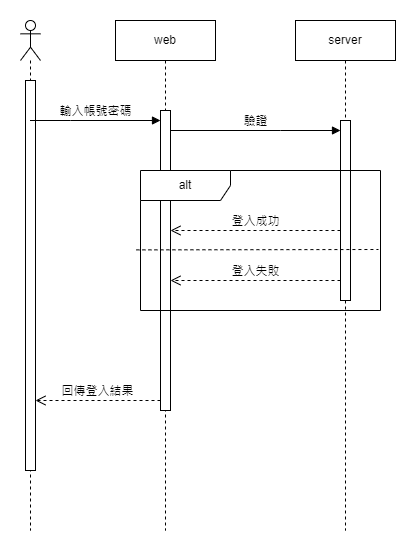 web
server
輸入帳號密碼
驗證
alt
登入成功
登入失敗
回傳登入結果